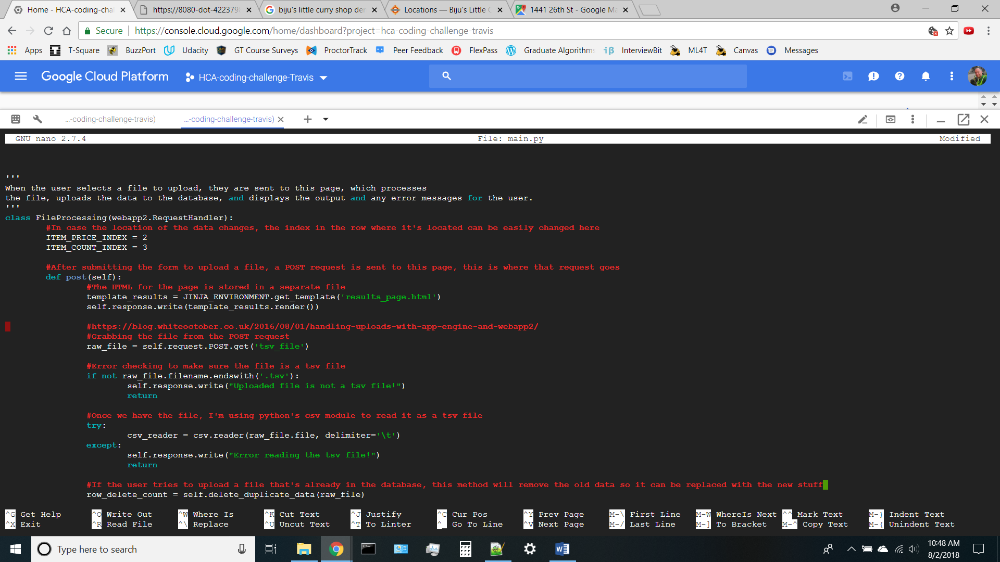 Home - HCA-coding-cha
https://8080-dot-422379
biju's little curry shop der
Locations — Biju's Little C
1441 26th St - Google Ma
Secure
https://console.cloud.google.com/home/dashboard?project=hca-coding-challenge-travis
Apps T-Square BuzzPort Udacity GT Course Surveys ProctorTrack Peer Feedback FlexPass Graduate Algorithms InterviewBit ML4T Canvas Messages
Google Cloud Platform HCA-coding-challenge-Travis
...-coding-challenge-travis) ...-coding-challenge-travis)
GNU nano 2.7.4 File: main.py Modified
'''
When the user selects a file to upload, they are sent to this page, which processes
the file, uploads the data to the database, and displays the output and any error messages for the user.
'''
class FileProcessing(webapp2.RequestHandler):
#In case the location of the data changes, the index in the row where it's located can be easily changed here
ITEM_PRICE_INDEX = 2
ITEM_COUNT_INDEX = 3
#After submitting the form to upload a file, a POST request is sent to this page, this is where that request goes
def post(self):
#The HTML for the page is stored in a separate file
template_results = JINJA_ENVIRONMENT.get_template('results_page.html')
self.response.write(template_results.render())
#https://blog.whiteoctober.co.uk/2016/08/01/handling-uploads-with-app-engine-and-webapp2/
#Grabbing the file from the POST request
raw_file = self.request.POST.get('tsv_file')
#Error checking to make sure the file is a tsv file
if not raw_file.filename.endswith('.tsv'):
self.response.write("Uploaded file is not a tsv file!")
return
#Once we have the file, I'm using python's csv module to read it as a tsv file
try:
csv_reader = csv.reader(raw_file.file, delimiter='\t')
except:
self.response.write("Error reading the tsv file!")
return
#If the user tries to upload a file that's already in the database, this method will remove the old data so it can be replaced with the new stuff
row_delete_count = self.delete_duplicate_data(raw_file)
^G Get Help ^O Write Out ^W Where Is ^K Cut Text ^J Justify ^C Cur Pos ^Y Prev Page M-\ First Line M-W WhereIs Next ^^ Mark Text M-} Indent Text
^X Exit ^R Read File ^\ Replace ^U Uncut Text ^T To Linter ^_ Go To Line ^V Next Page M-/ Last Line M-] To Bracket M-^ Copy Text M-{ Unindent Text
Type here to search
10:48 AM
8/2/2018